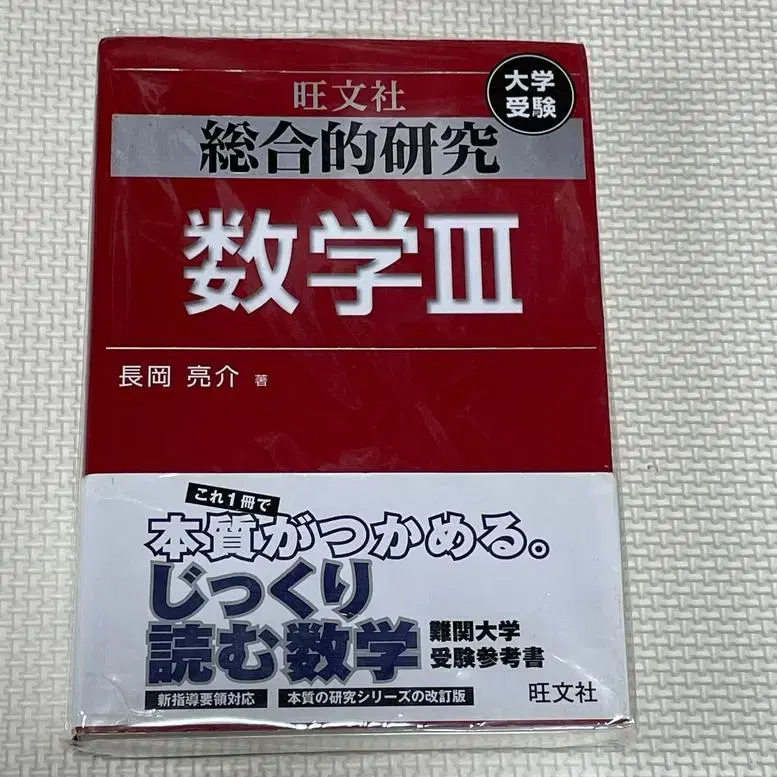 大学
受験
旺文社
総合的研究
数学III
長岡 亮介 著
これ1冊で
本質がつかめる。
じっくり
読む数学
難関大学
受験参考書
新指導要領対応
本質の研究シリーズの改訂版
旺文社